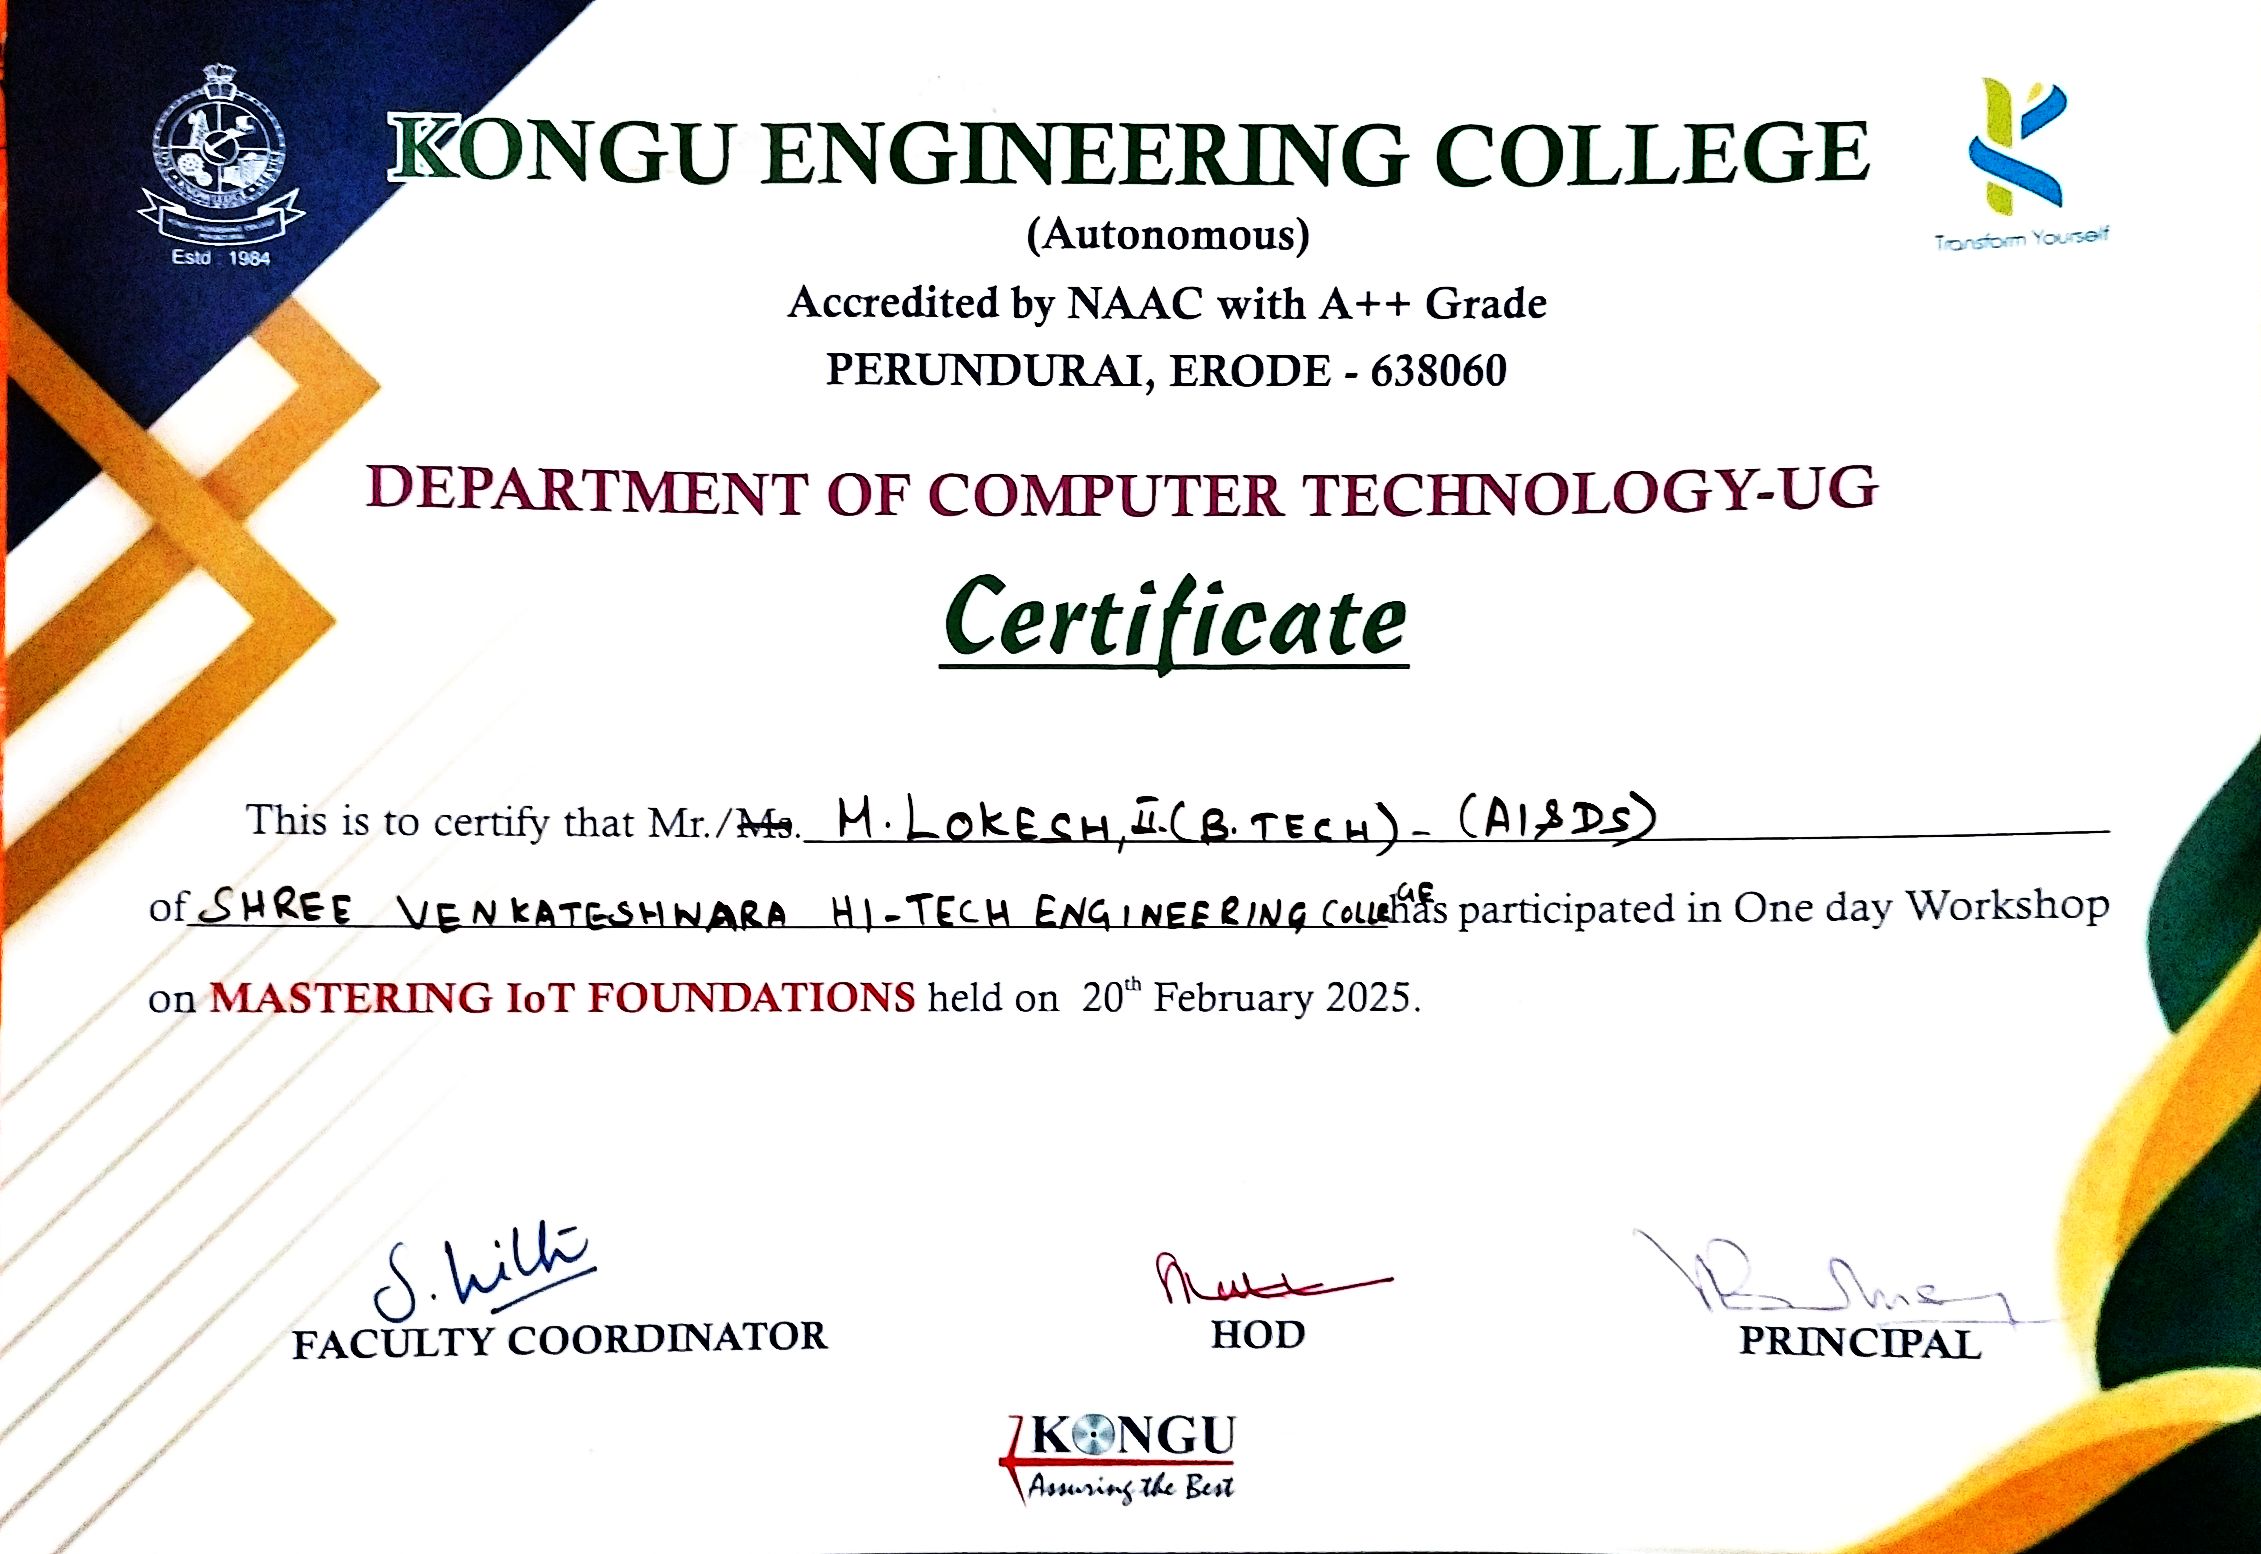 KONGU ENGINEERING COLLEGE
Estd : 1984
Transform Yourself
(Autonomous)
Accredited by NAAC with A++ Grade
PERUNDURAI, ERODE - 638060
DEPARTMENT OF COMPUTER TECHNOLOGY-UG
Certificate
This is to certify that Mr./Ms. M. LOKESH, II.(B.TECH) - (AI&DS)
of SHREE VENKATESHWARA HI-TECH ENGINEERING COLLEGE has participated in One day Workshop
on MASTERING IoT FOUNDATIONS held on 20th February 2025.
FACULTY COORDINATOR
HOD
PRINCIPAL
KONGU
Assuring the Best